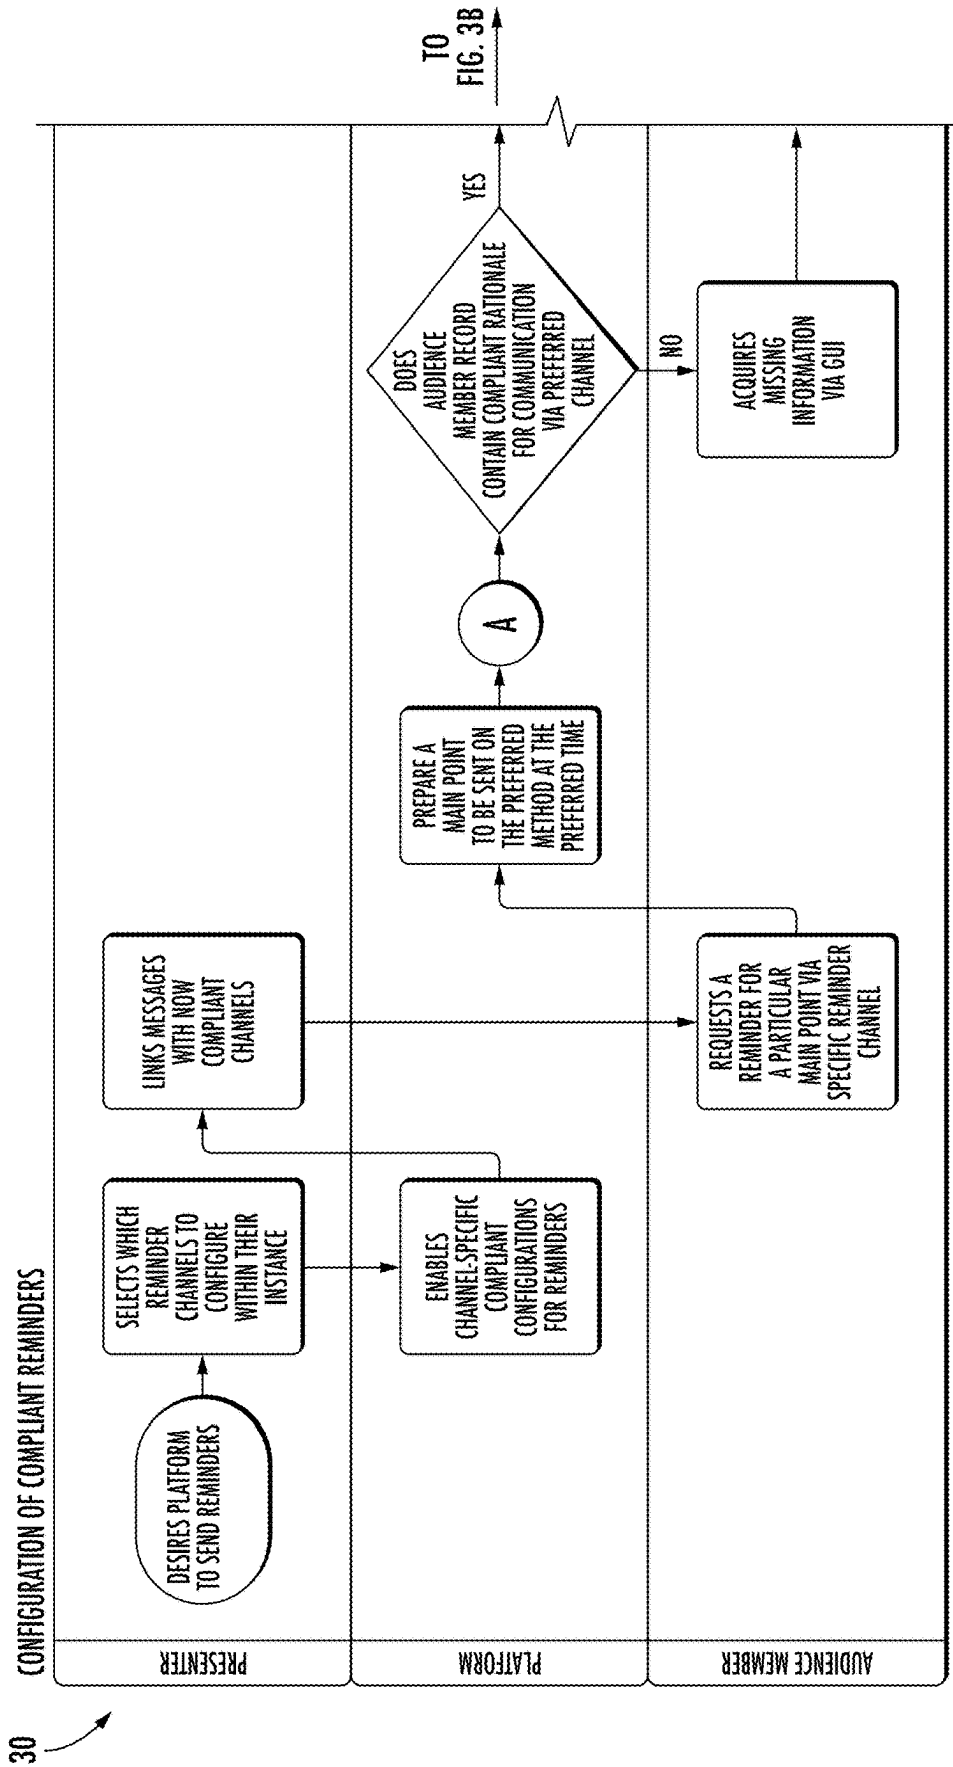 30
CONFIGURATION OF COMPLIANT REMINDERS
PRESENTER
DESIRES PLATFORM
TO SEND REMINDERS
SELECTS WHICH
REMINDER
CHANNELS TO
CONFIGURE
WITHIN THEIR
INSTANCE
LINKS MESSAGES
WITH NOW
COMPLIANT
CHANNELS
PLATFORM
ENABLES
CHANNEL-SPECIFIC
COMPLIANT
CONFIGURATIONS
FOR REMINDERS
PREPARE A
MAIN POINT
TO BE SENT ON
THE PREFERRED
METHOD AT THE
PREFERRED TIME
A
DOES
AUDIENCE
MEMBER RECORD
CONTAIN COMPLIANT RATIONALE
FOR COMMUNICATION
VIA PREFERRED
CHANNEL
YES
NO
TO
FIG. 3B
AUDIENCE MEMBER
REQUESTS A
REMINDER FOR
A PARTICULAR
MAIN POINT VIA
SPECIFIC REMINDER
CHANNEL
ACQUIRES
MISSING
INFORMATION
VIA GUI